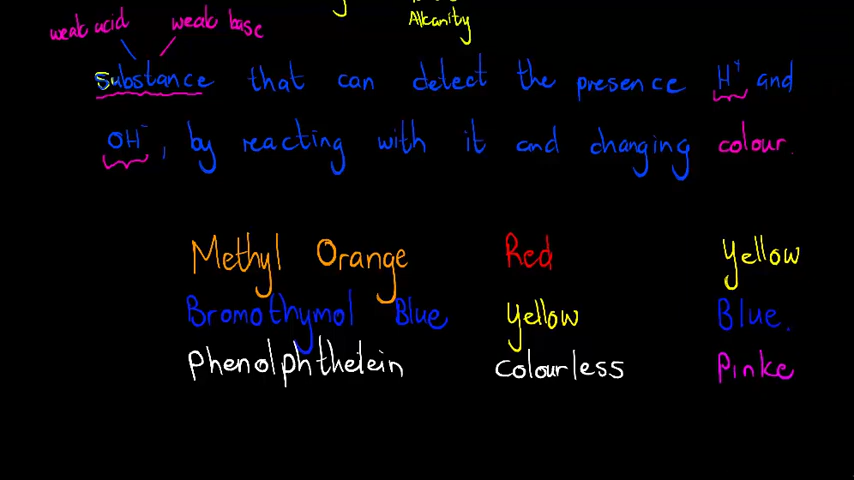 Alkanity
weak acid weak base
substance that can detect the presence H⁺ and
OH⁻, by reacting with it and changing colour.
Methyl Orange Red Yellow
Bromothymol Blue Yellow Blue.
Phenolphthelein colourless Pinke